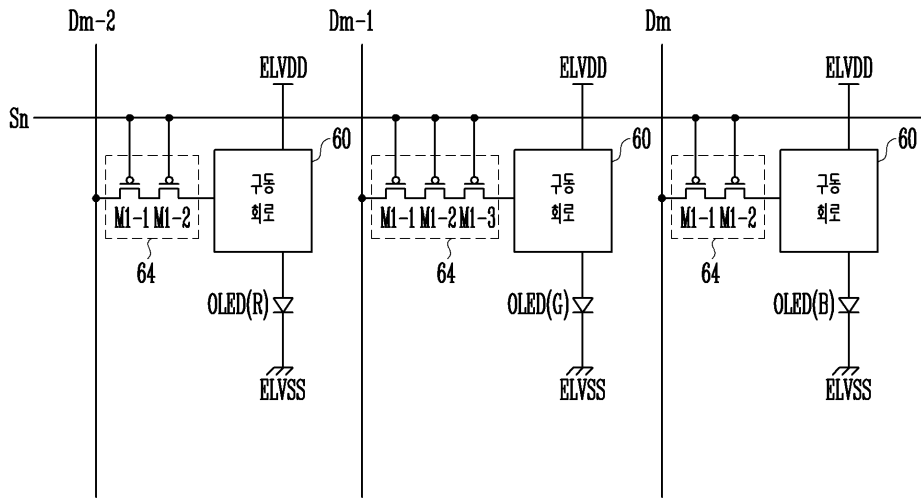 Dm-2 Dm-1 Dm
ELVDD ELVDD ELVDD
Sn
60 60 60
구동 구동 구동
회로 회로 회로
M1-1 M1-2 M1-1 M1-2 M1-3 M1-1 M1-2
64 64 64
OLED(R) OLED(G) OLED(B)
ELVSS ELVSS ELVSS